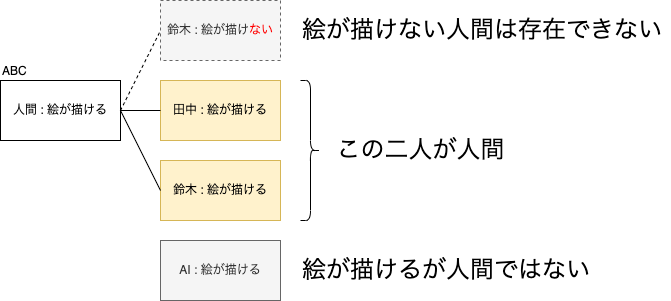 鈴木 : 絵が描けない
絵が描けない人間は存在できない
ABC
人間 : 絵が描ける
田中 : 絵が描ける
この二人が人間
鈴木 : 絵が描ける
AI : 絵が描ける
絵が描けるが人間ではない